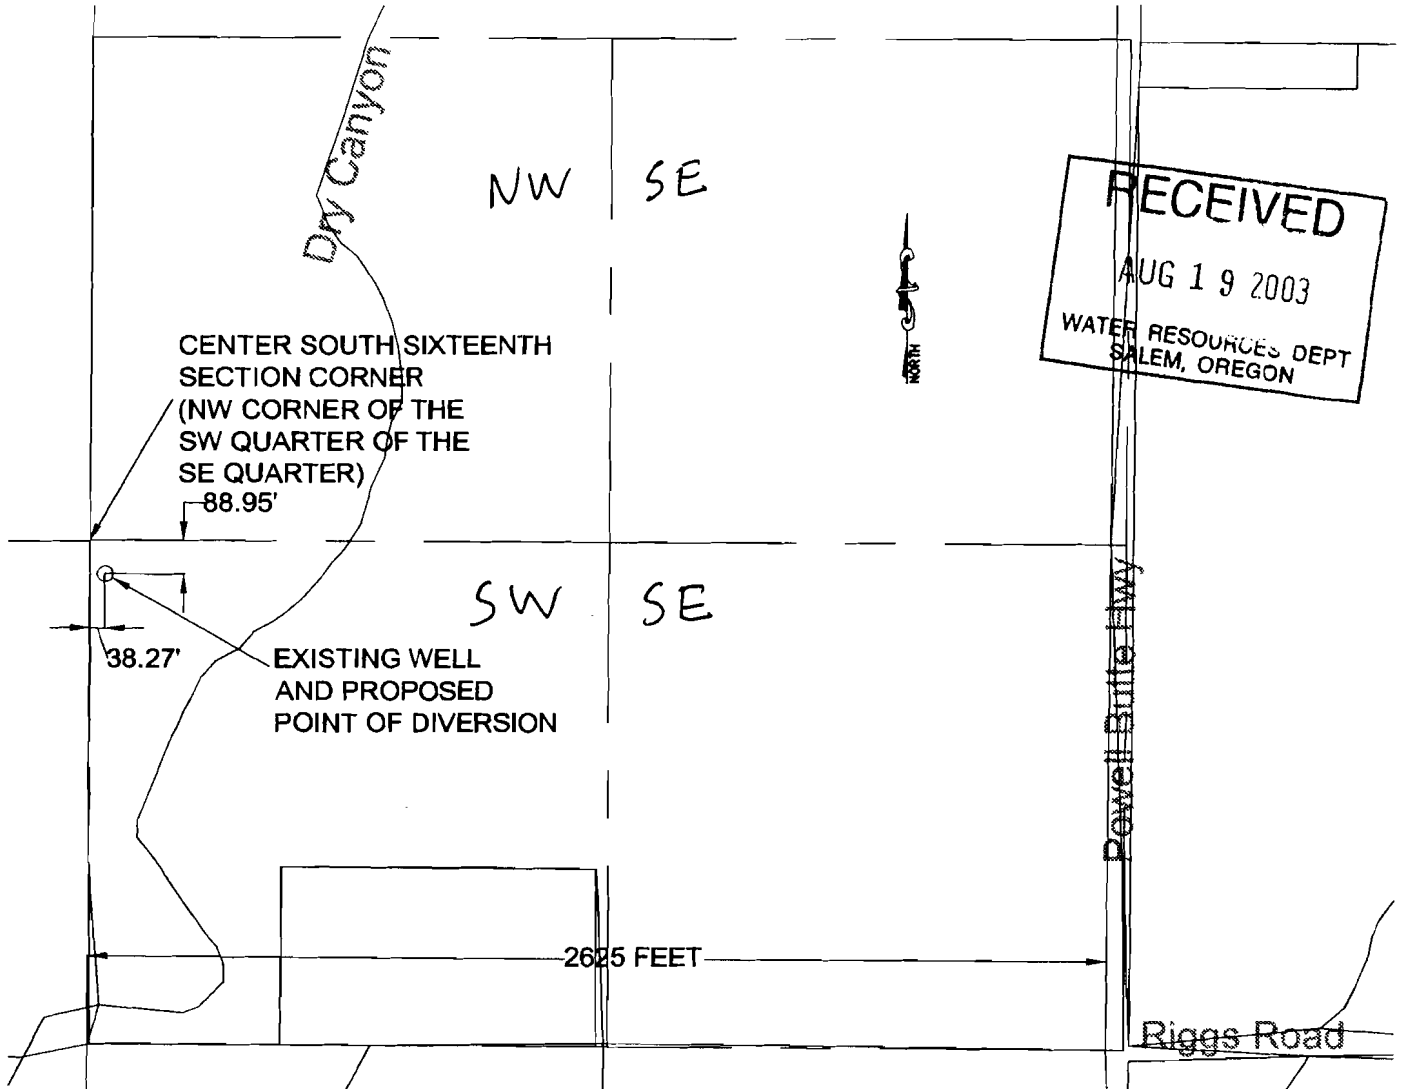 Dry Canyon
NW SE
RECEIVED
AUG 19 2003
WATER RESOURCES DEPT
SALEM, OREGON
NORTH
CENTER SOUTH SIXTEENTH
SECTION CORNER
(NW CORNER OF THE
SW QUARTER OF THE
SE QUARTER)
88.95'
SW SE
38.27'
EXISTING WELL
AND PROPOSED
POINT OF DIVERSION
Powell Butte Hwy
2625 FEET
Riggs Road